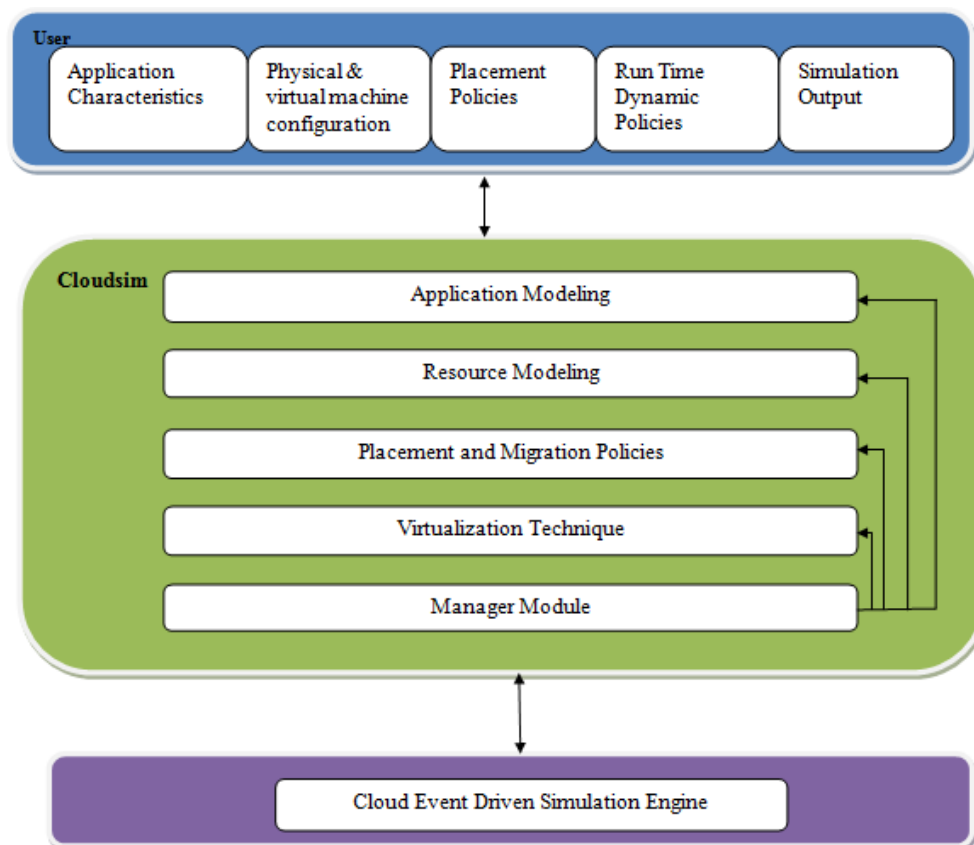 User
Application
Characteristics
Physical &
virtual machine
configuration
Placement
Policies
Run Time
Dynamic
Policies
Simulation
Output
Cloudsim
Application Modeling
Resource Modeling
Placement and Migration Policies
Virtualization Technique
Manager Module
Cloud Event Driven Simulation Engine